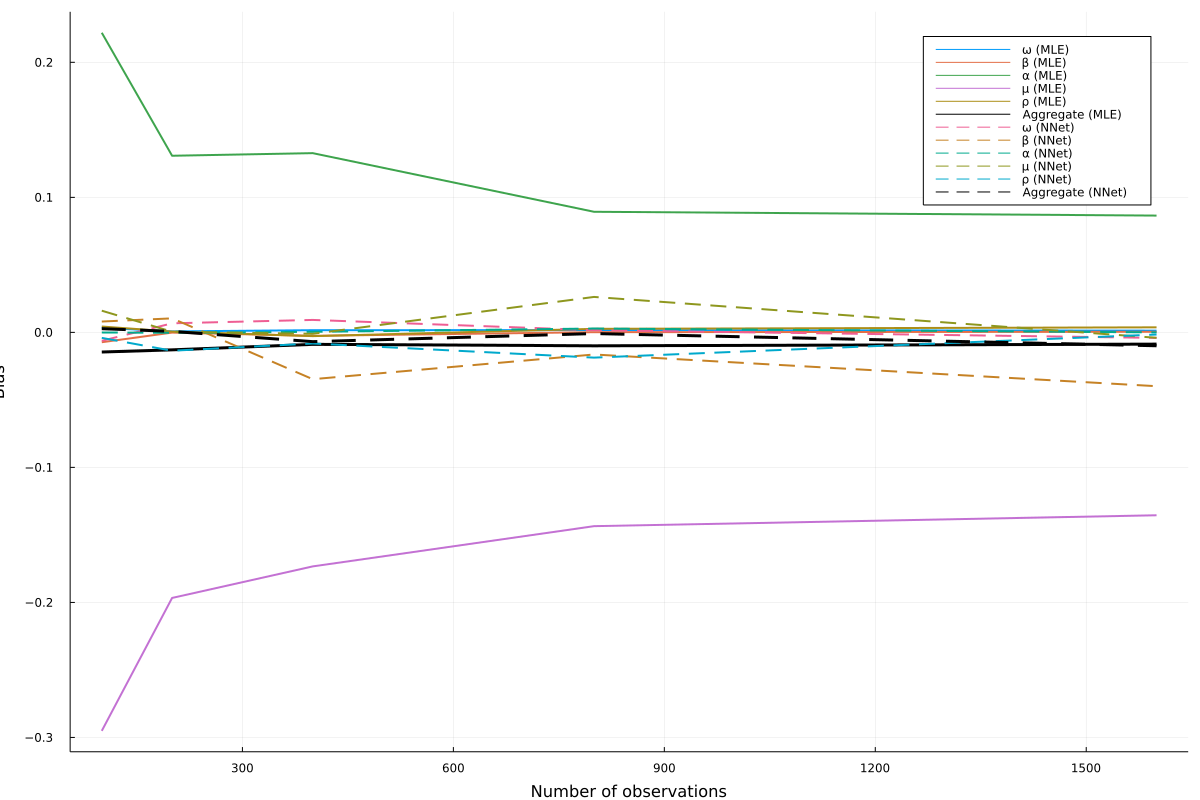 0.2
0.1
0.0
−0.1
−0.2
−0.3
Bias
300
600
900
1200
1500
Number of observations
ω (MLE)
β (MLE)
α (MLE)
μ (MLE)
ρ (MLE)
Aggregate (MLE)
ω (NNet)
β (NNet)
α (NNet)
μ (NNet)
ρ (NNet)
Aggregate (NNet)